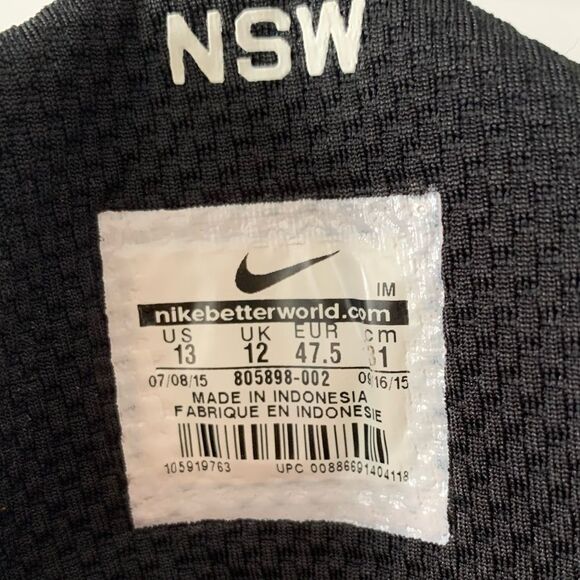 NSW
IM
nikebetterworld.com
US UK EUR cm
13 12 47.5 31
07/08/15 805898-002 09/16/15
MADE IN INDONESIA
FABRIQUE EN INDONESIE
105919763 UPC 00886691404118